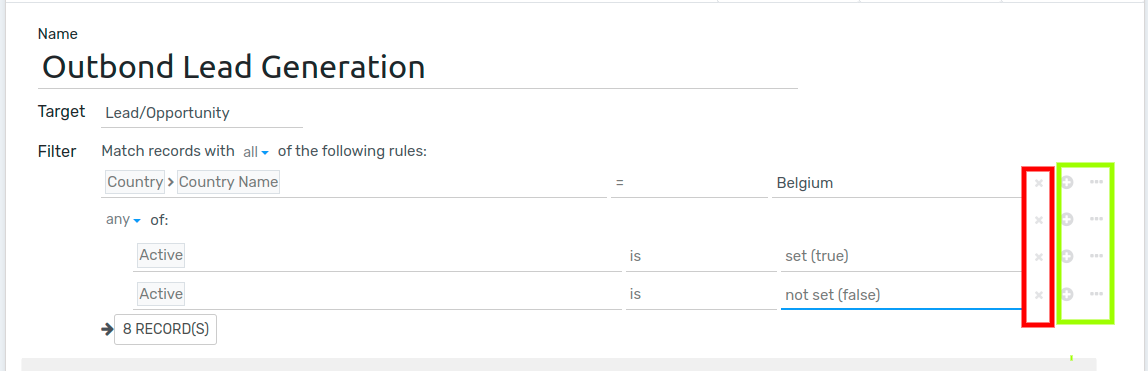 Name
Outbond Lead Generation
Target Lead/Opportunity
Filter Match records with all of the following rules:
Country Country Name = Belgium
any of:
Active is set (true)
Active is not set (false)
8 RECORD(S)